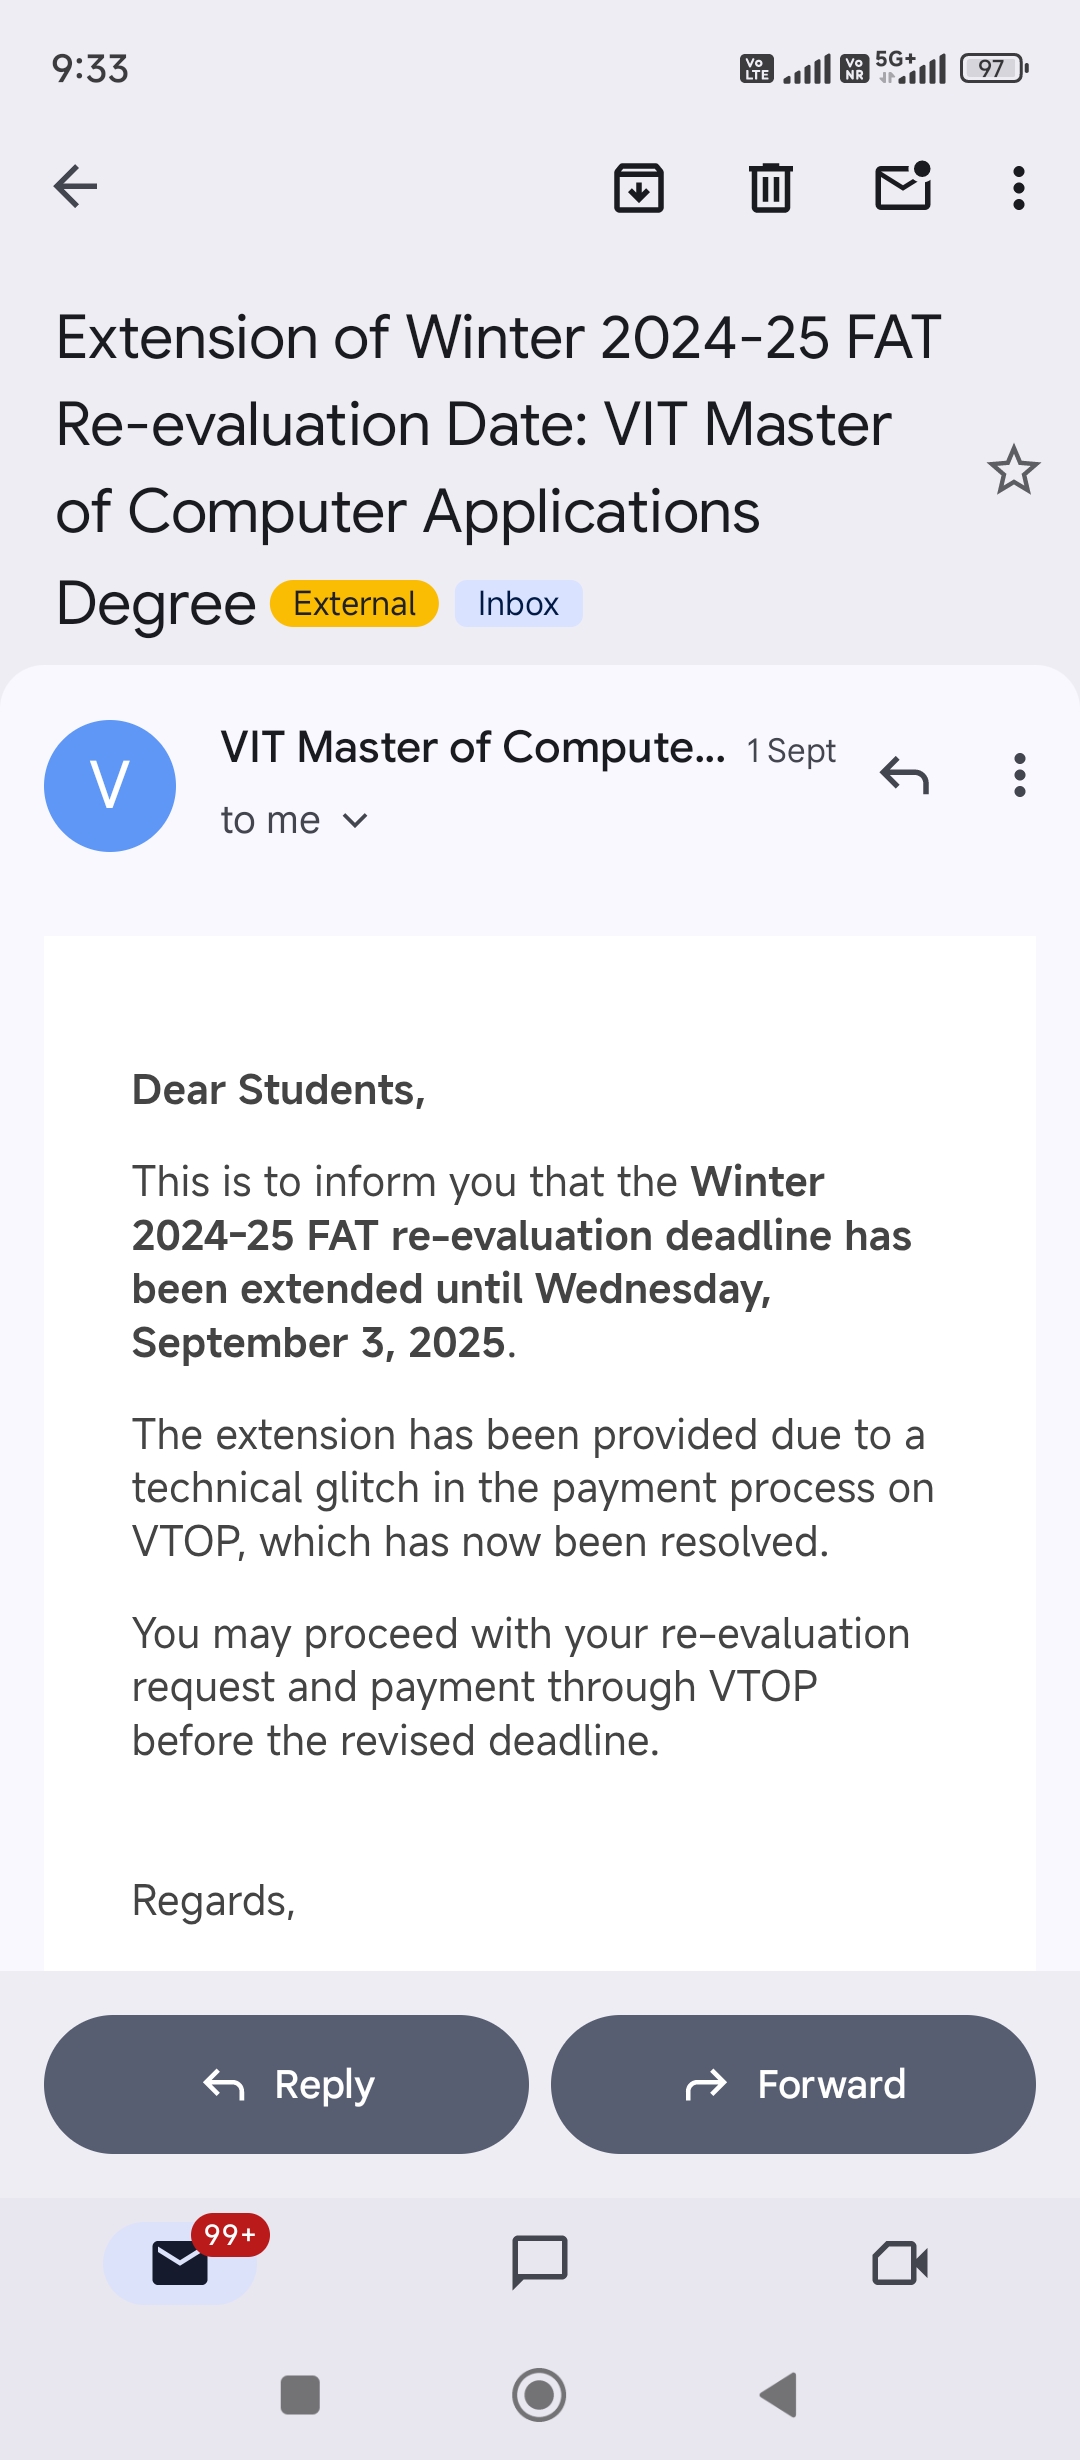 9:33
Vo LTE
Vo NR
5G+
97
Extension of Winter 2024-25 FAT
Re-evaluation Date: VIT Master
of Computer Applications
Degree External Inbox
V
VIT Master of Compute... 1 Sept
to me
Dear Students,
This is to inform you that the Winter
2024-25 FAT re-evaluation deadline has
been extended until Wednesday,
September 3, 2025.
The extension has been provided due to a
technical glitch in the payment process on
VTOP, which has now been resolved.
You may proceed with your re-evaluation
request and payment through VTOP
before the revised deadline.
Regards,
Reply
Forward
99+